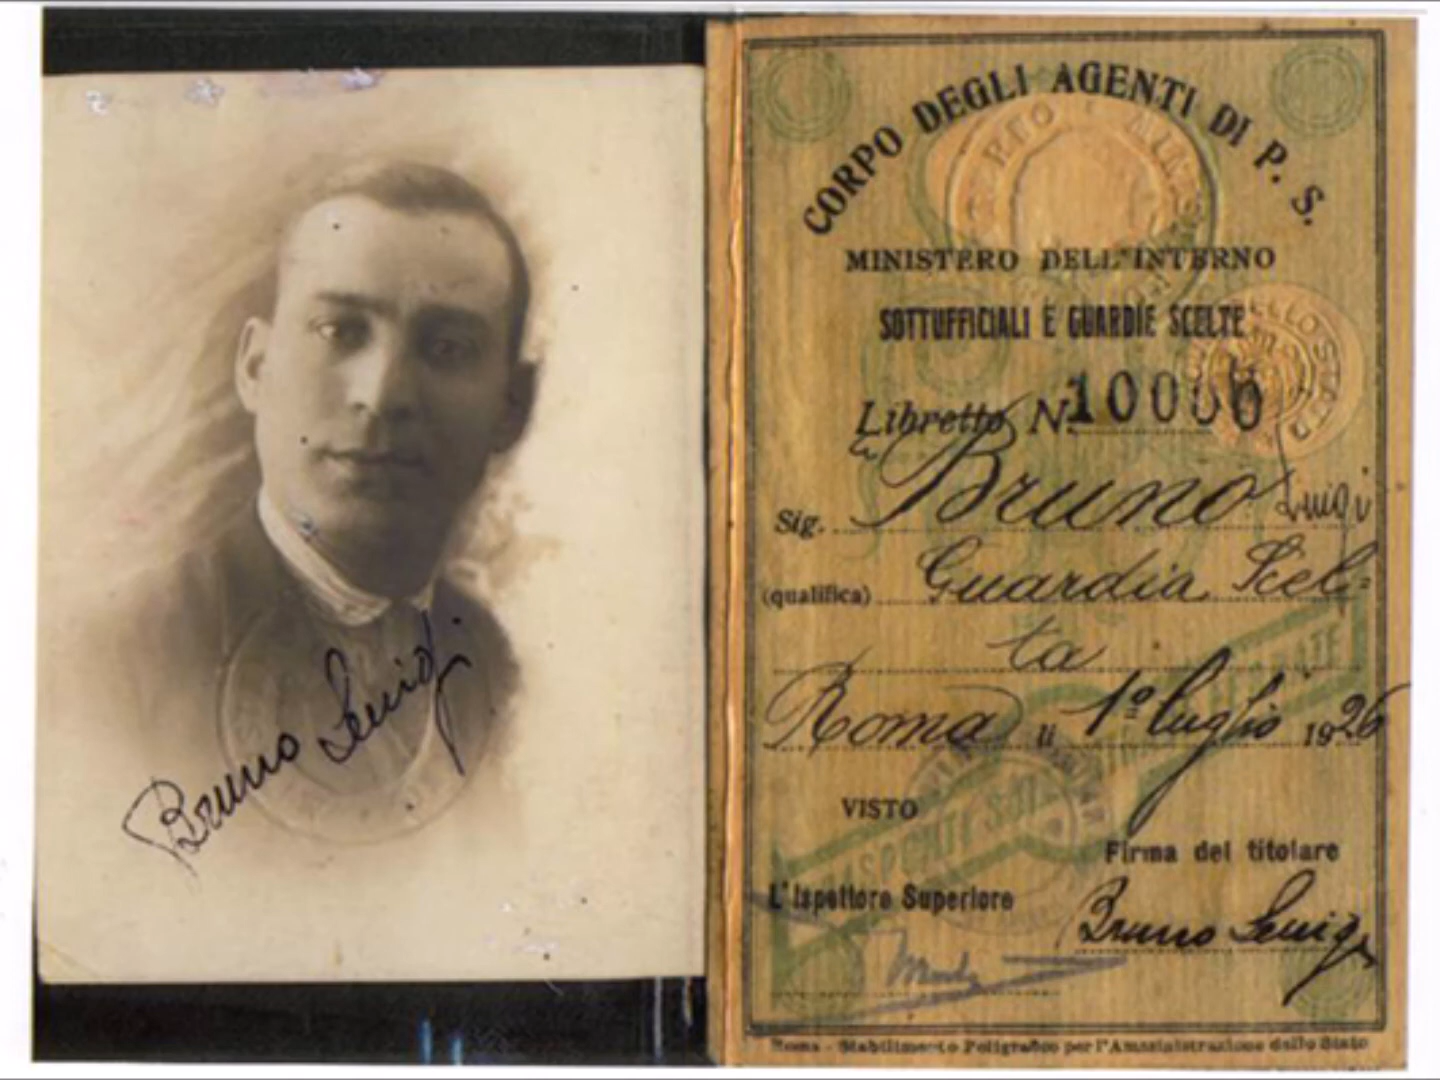 Bruno Luigi
CORPO DEGLI AGENTI DI P. S.
MINISTERO DELL'INTERNO
SOTTUFFICIALI E GUARDIE SCELTE
Libretto N. 10006
Sig. Bruno Luigi
(qualifica) Guardia Scel-
ta
Roma li 1º luglio 1926
VISTO
Firma del titolare
L'Ispettore Superiore
Bruno Luigi
Roma - Stabilimento Poligrafico per l'Amministrazione dello Stato